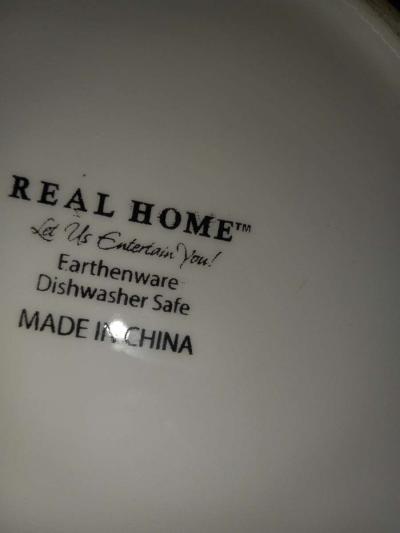 REAL HOME™
Let Us Entertain You!
Earthenware
Dishwasher Safe
MADE IN CHINA